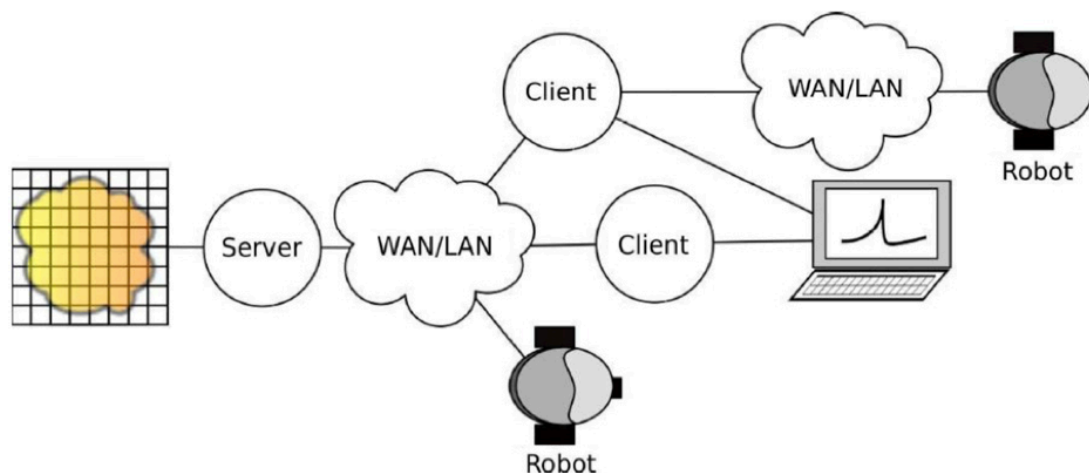 Client
WAN/LAN
Robot
Server
WAN/LAN
Client
Robot